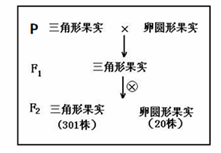 P 三角形果实 × 卵圆形果实
F₁ 三角形果实
⊗
F₂ 三角形果实 卵圆形果实
(301株) (20株)